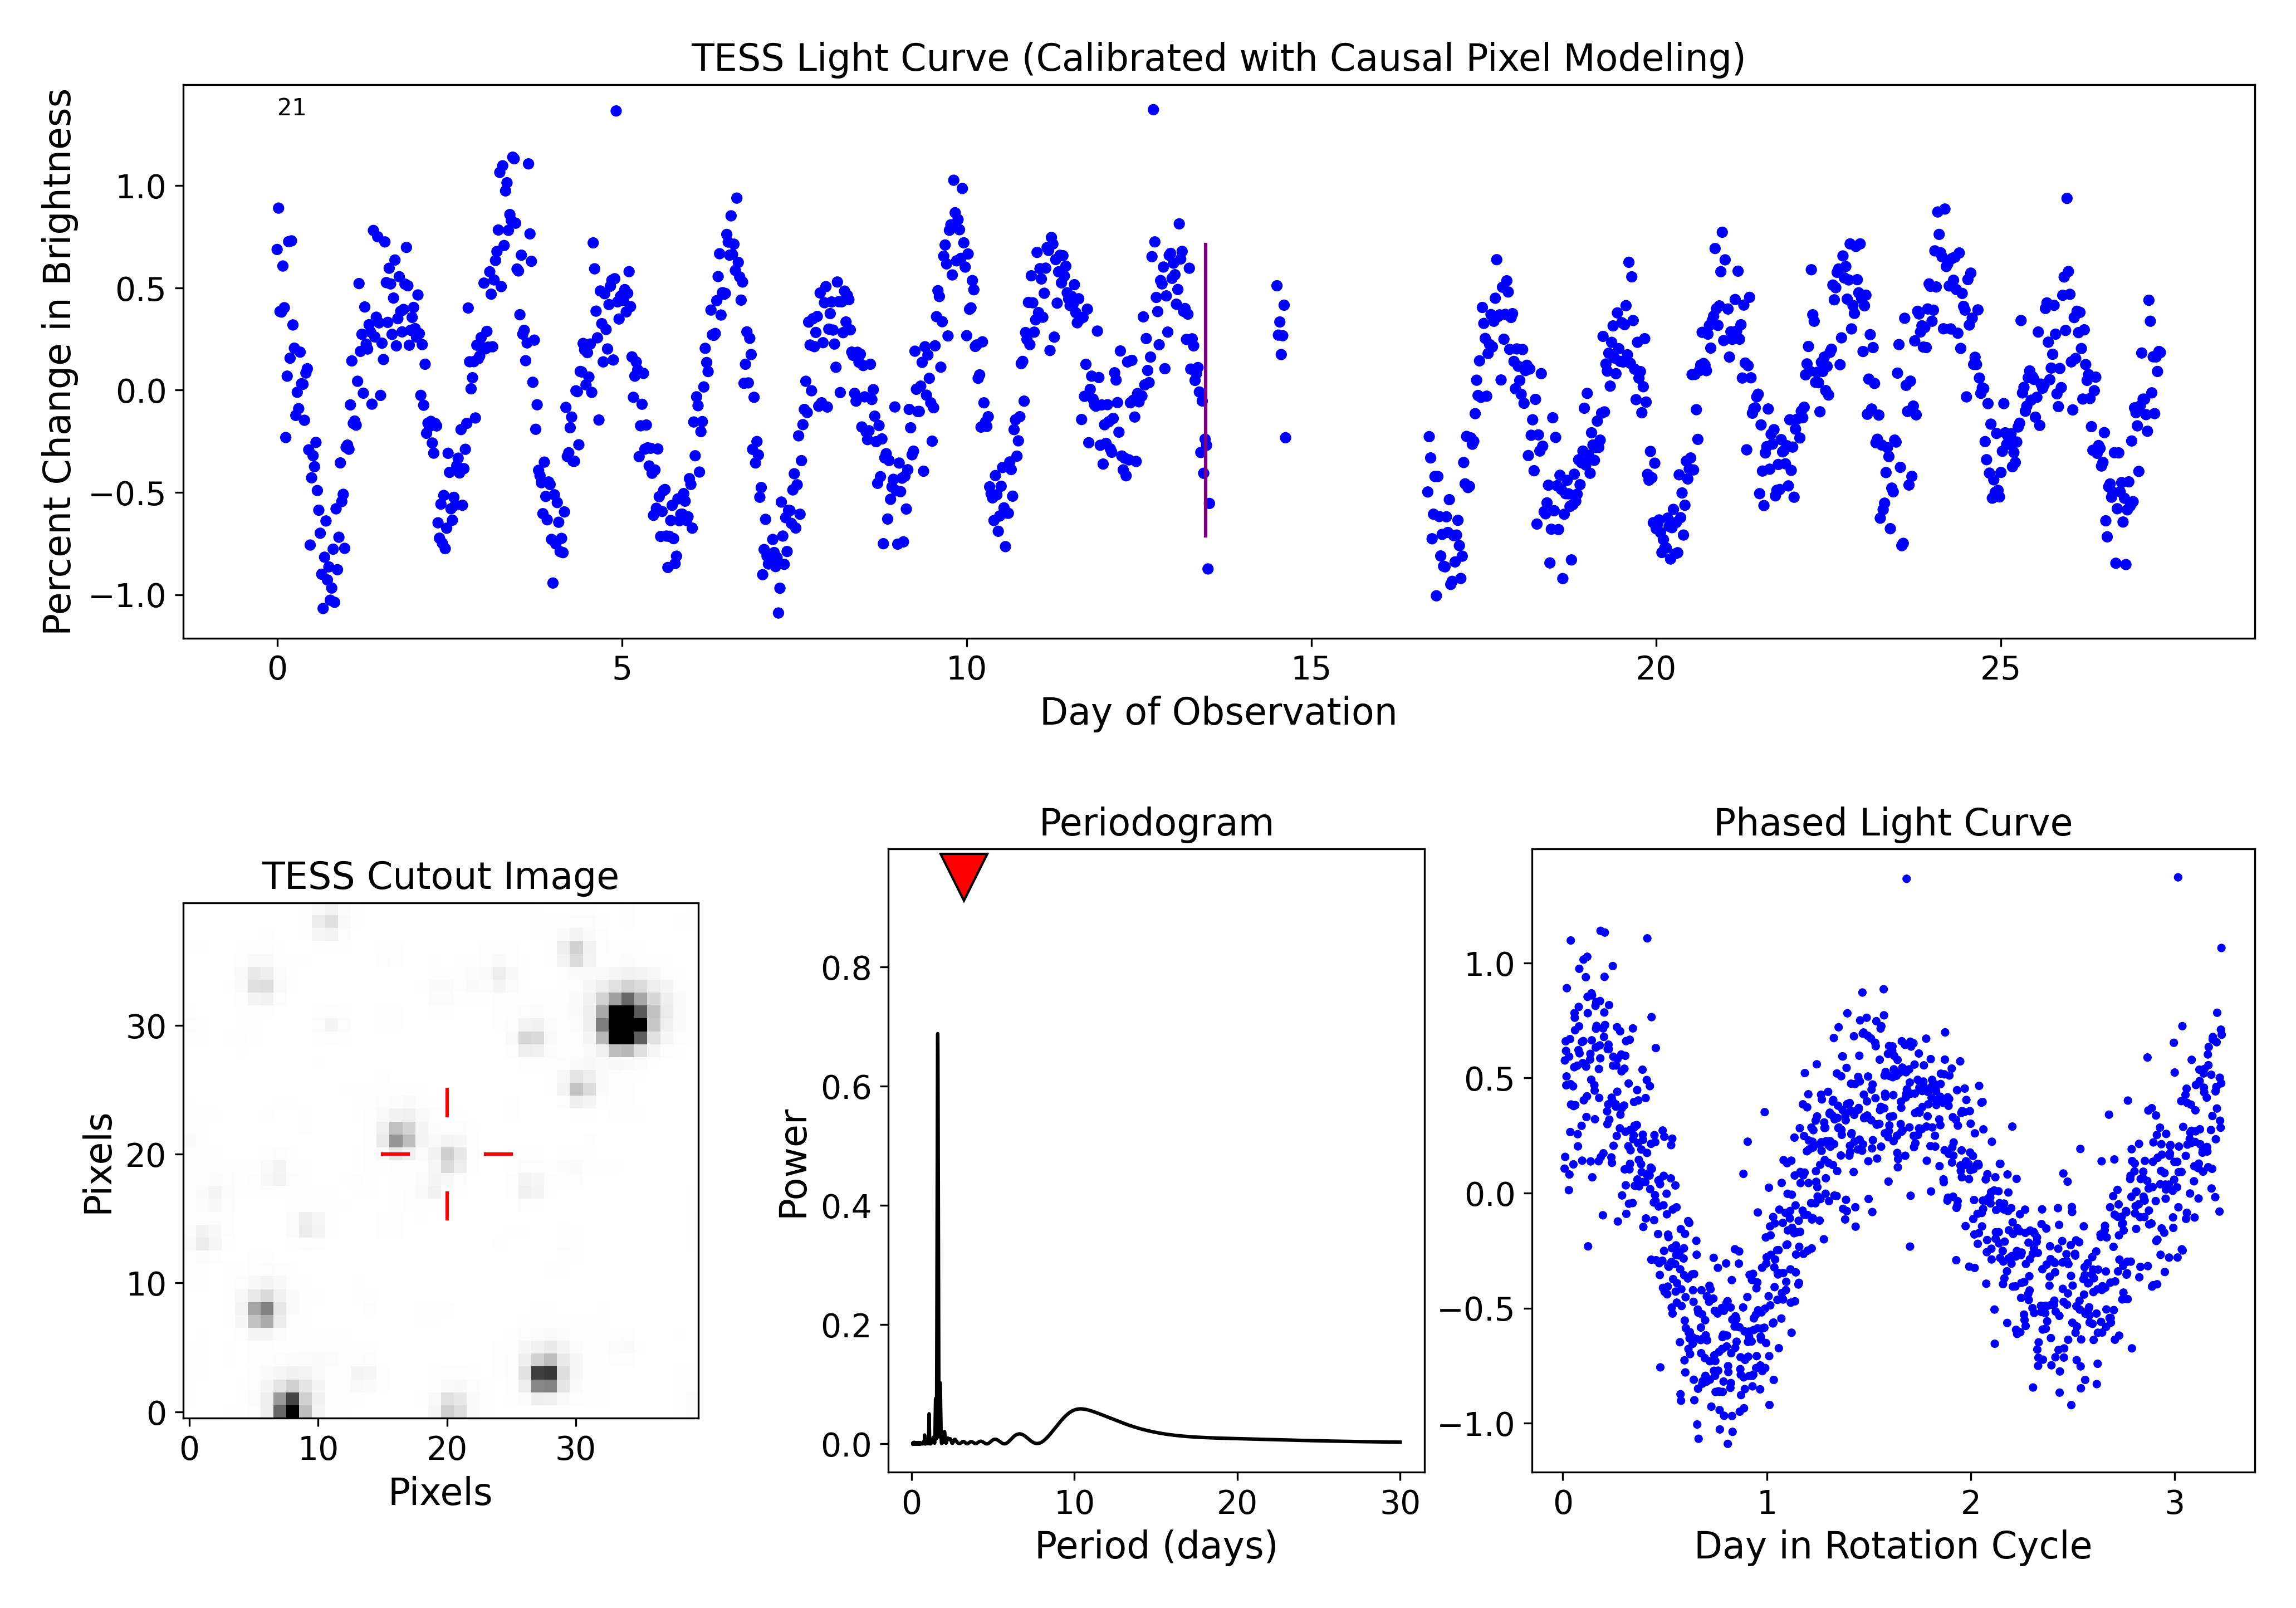 TESS Light Curve (Calibrated with Causal Pixel Modeling)
21
Percent Change in Brightness
1.0
0.5
0.0
−0.5
−1.0
0 5 10 15 20 25
Day of Observation
TESS Cutout Image
Pixels
30
20
10
0
0 10 20 30
Pixels
Periodogram
Power
0.8
0.6
0.4
0.2
0.0
0 10 20 30
Period (days)
Phased Light Curve
1.0
0.5
0.0
−0.5
−1.0
0 1 2 3
Day in Rotation Cycle